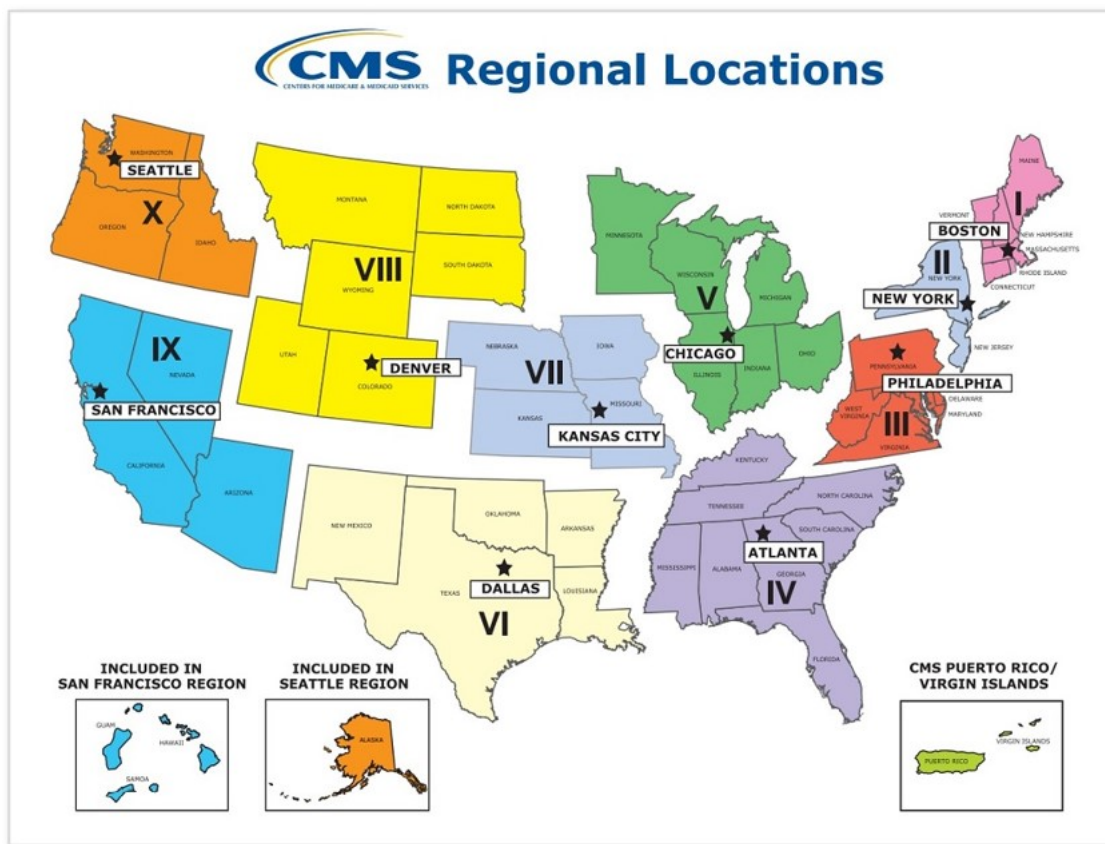 CMS Regional Locations
CENTERS FOR MEDICARE & MEDICAID SERVICES
WASHINGTON
SEATTLE
OREGON
X
IDAHO
MONTANA
NORTH DAKOTA
SOUTH DAKOTA
VIII
WYOMING
UTAH
COLORADO
DENVER
IX
NEVADA
SAN FRANCISCO
CALIFORNIA
ARIZONA
NEBRASKA
IOWA
VII
KANSAS
MISSOURI
KANSAS CITY
MINNESOTA
WISCONSIN
MICHIGAN
V
CHICAGO
ILLINOIS
INDIANA
OHIO
MAINE
I
VERMONT
BOSTON
NEW HAMPSHIRE
MASSACHUSETTS
RHODE ISLAND
CONNECTICUT
II
NEW YORK
NEW YORK
NEW JERSEY
PENNSYLVANIA
PHILADELPHIA
DELAWARE
MARYLAND
WEST VIRGINIA
III
VIRGINIA
KENTUCKY
TENNESSEE
NORTH CAROLINA
SOUTH CAROLINA
ATLANTA
MISSISSIPPI
ALABAMA
GEORGIA
IV
FLORIDA
NEW MEXICO
OKLAHOMA
ARKANSAS
DALLAS
TEXAS
LOUISIANA
VI
INCLUDED IN
SAN FRANCISCO REGION
GUAM
HAWAII
SAMOA
INCLUDED IN
SEATTLE REGION
ALASKA
CMS PUERTO RICO/
VIRGIN ISLANDS
VIRGIN ISLANDS
PUERTO RICO